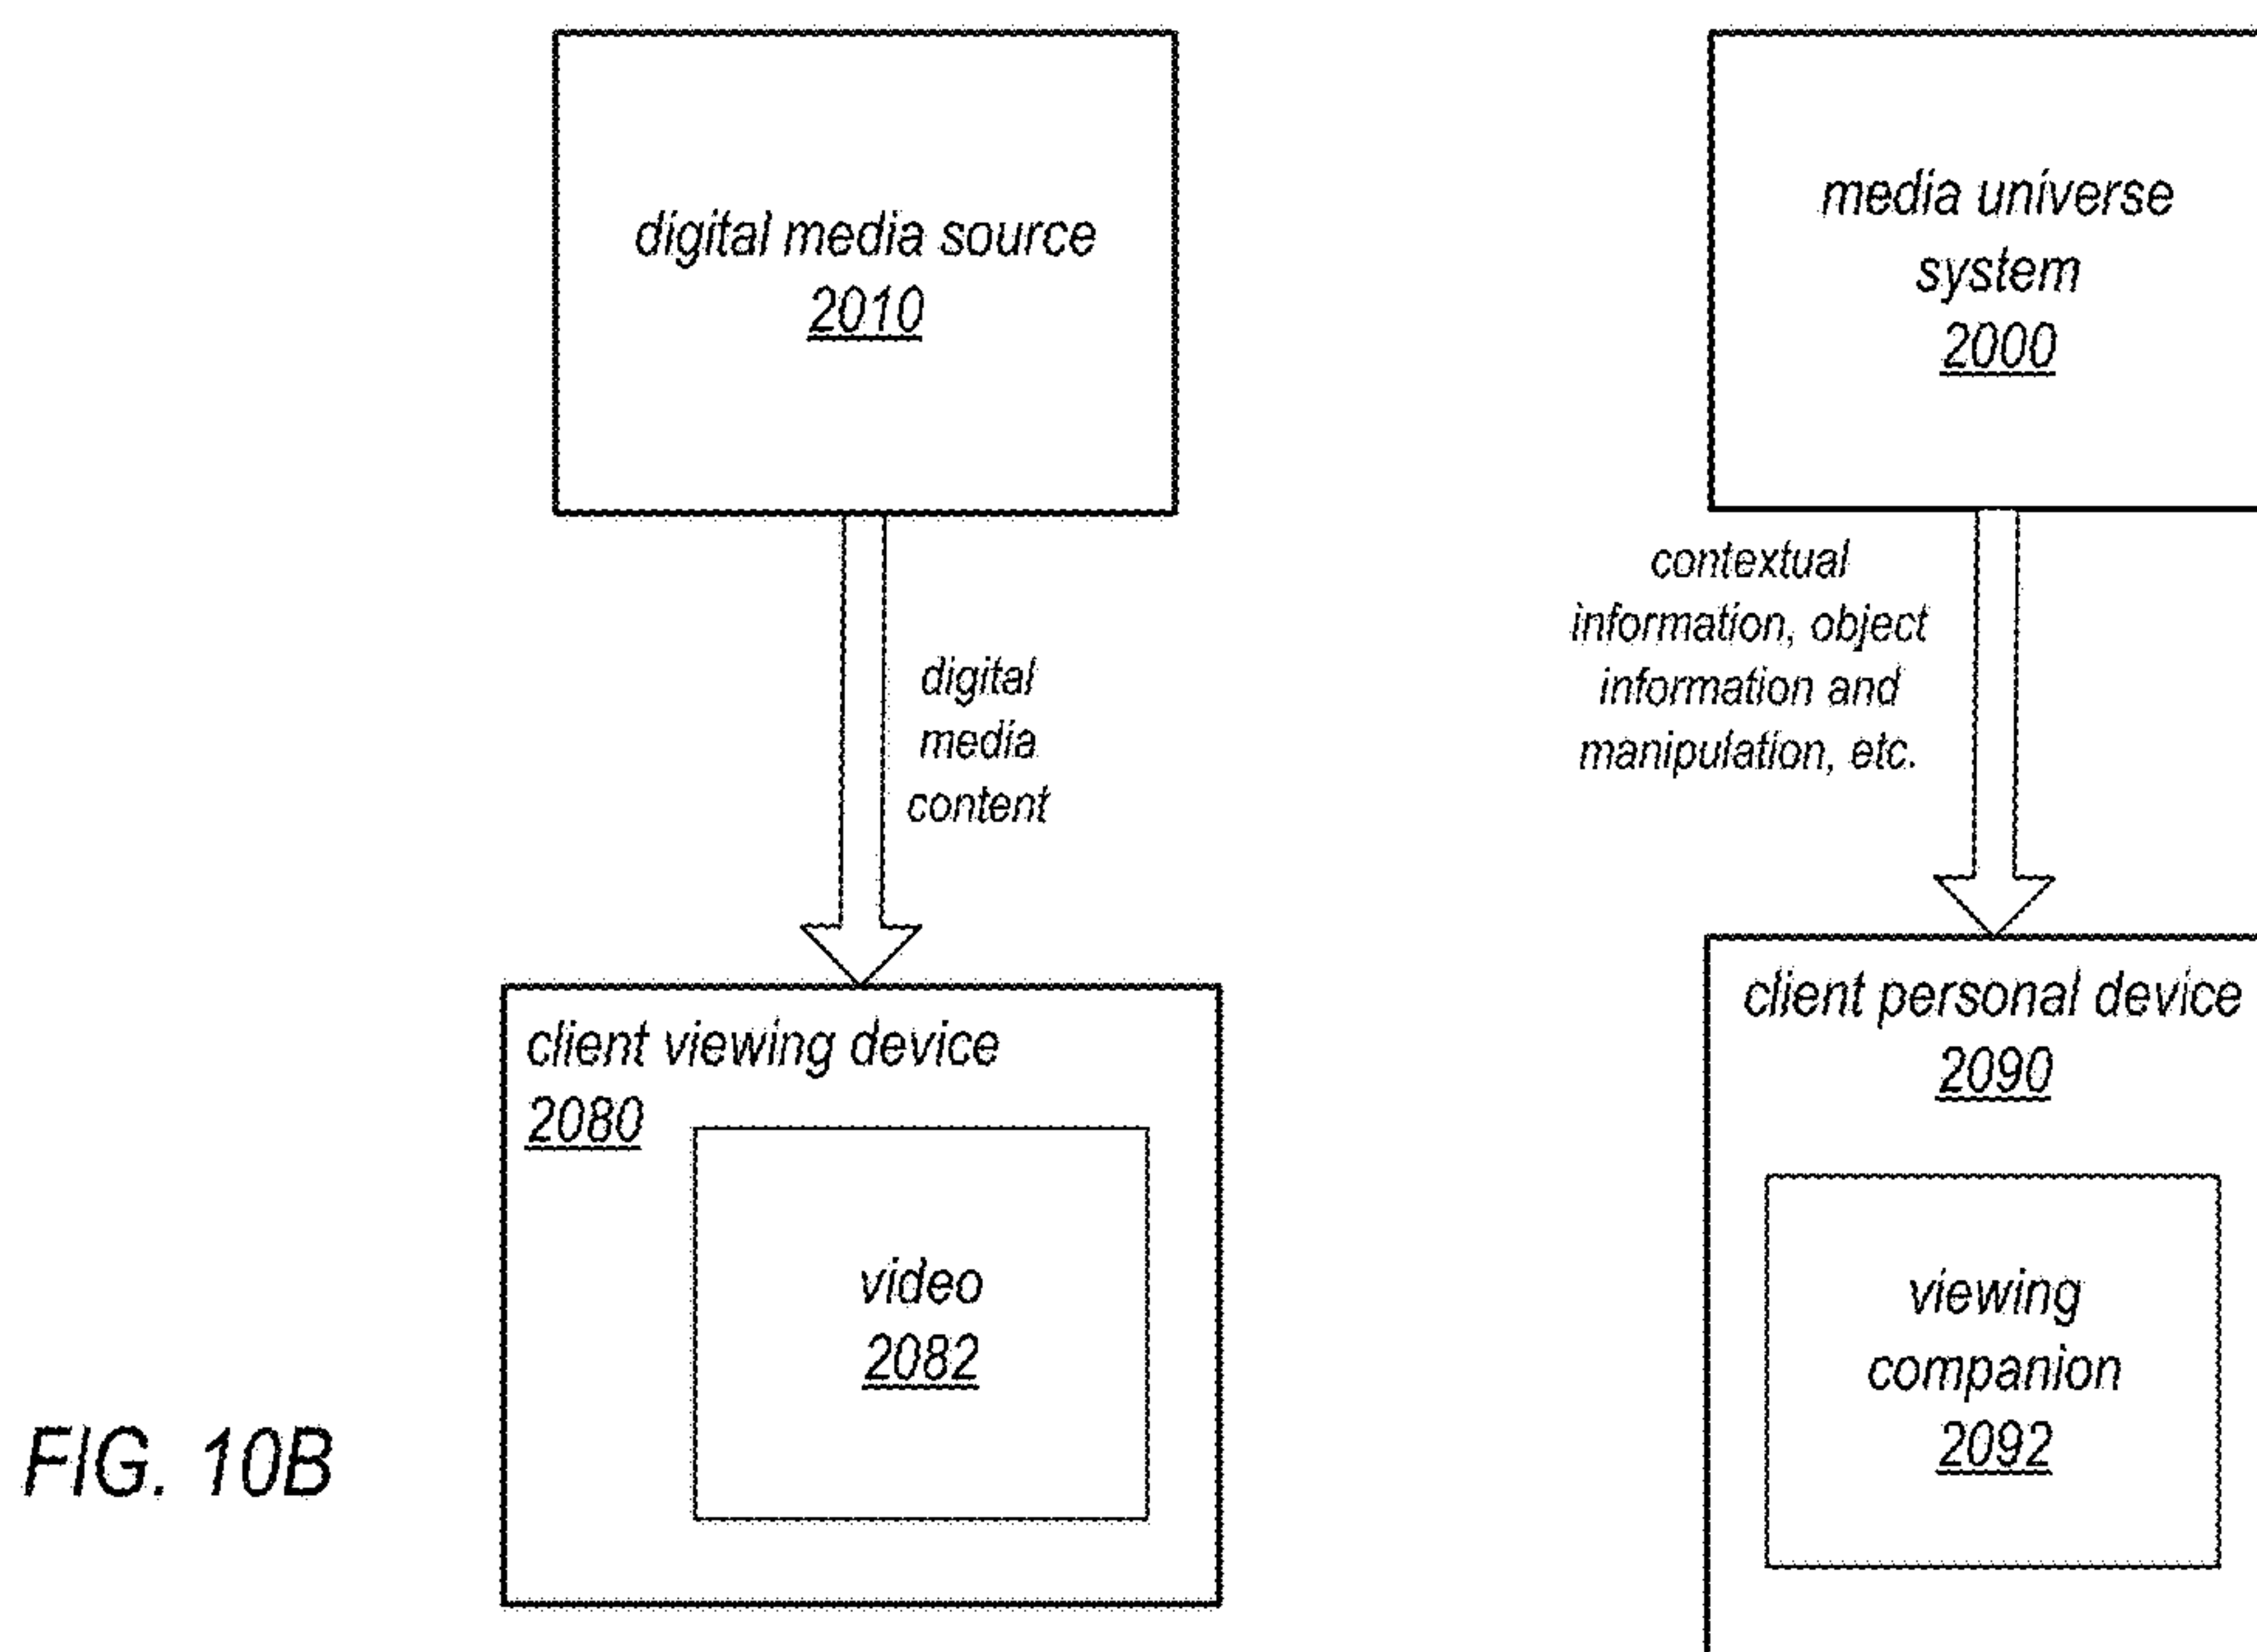 digital media source
2010
media universe
system
2000
digital
media
content
contextual
information, object
information and
manipulation, etc.
client viewing device
2080
video
2082
client personal device
2090
viewing
companion
2092
FIG. 10B